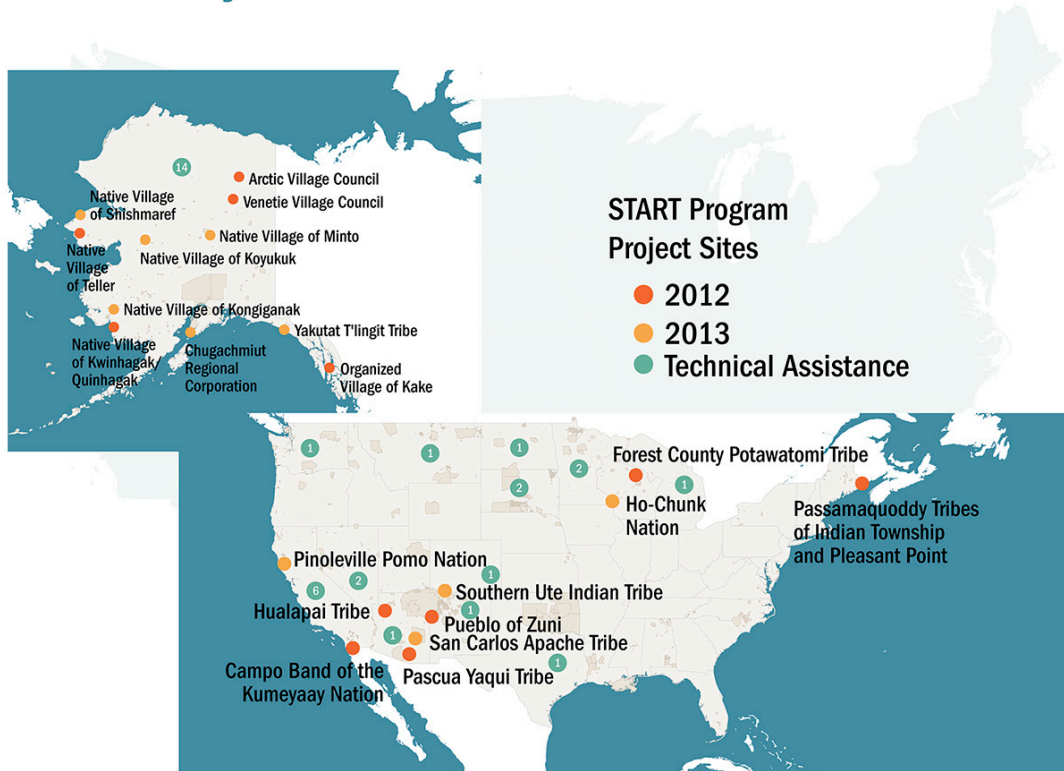 14
Arctic Village Council
Venetie Village Council
Native Village
of Shishmaref
Native Village of Minto
Native
Village
of Teller
Native Village of Koyukuk
Native Village of Kongiganak
Yakutat T'lingit Tribe
Native Village
of Kwinhagak/
Quinhagak
Chugachmiut
Regional
Corporation
Organized
Village of Kake
START Program
Project Sites
2012
2013
Technical Assistance
1
1
1
2
2
1
Forest County Potawatomi Tribe
Ho-Chunk
Nation
Passamaquoddy Tribes
of Indian Township
and Pleasant Point
Pinoleville Pomo Nation
2
6
1
Southern Ute Indian Tribe
Hualapai Tribe
1
Pueblo of Zuni
1
San Carlos Apache Tribe
1
Campo Band of the
Kumeyaay Nation
Pascua Yaqui Tribe